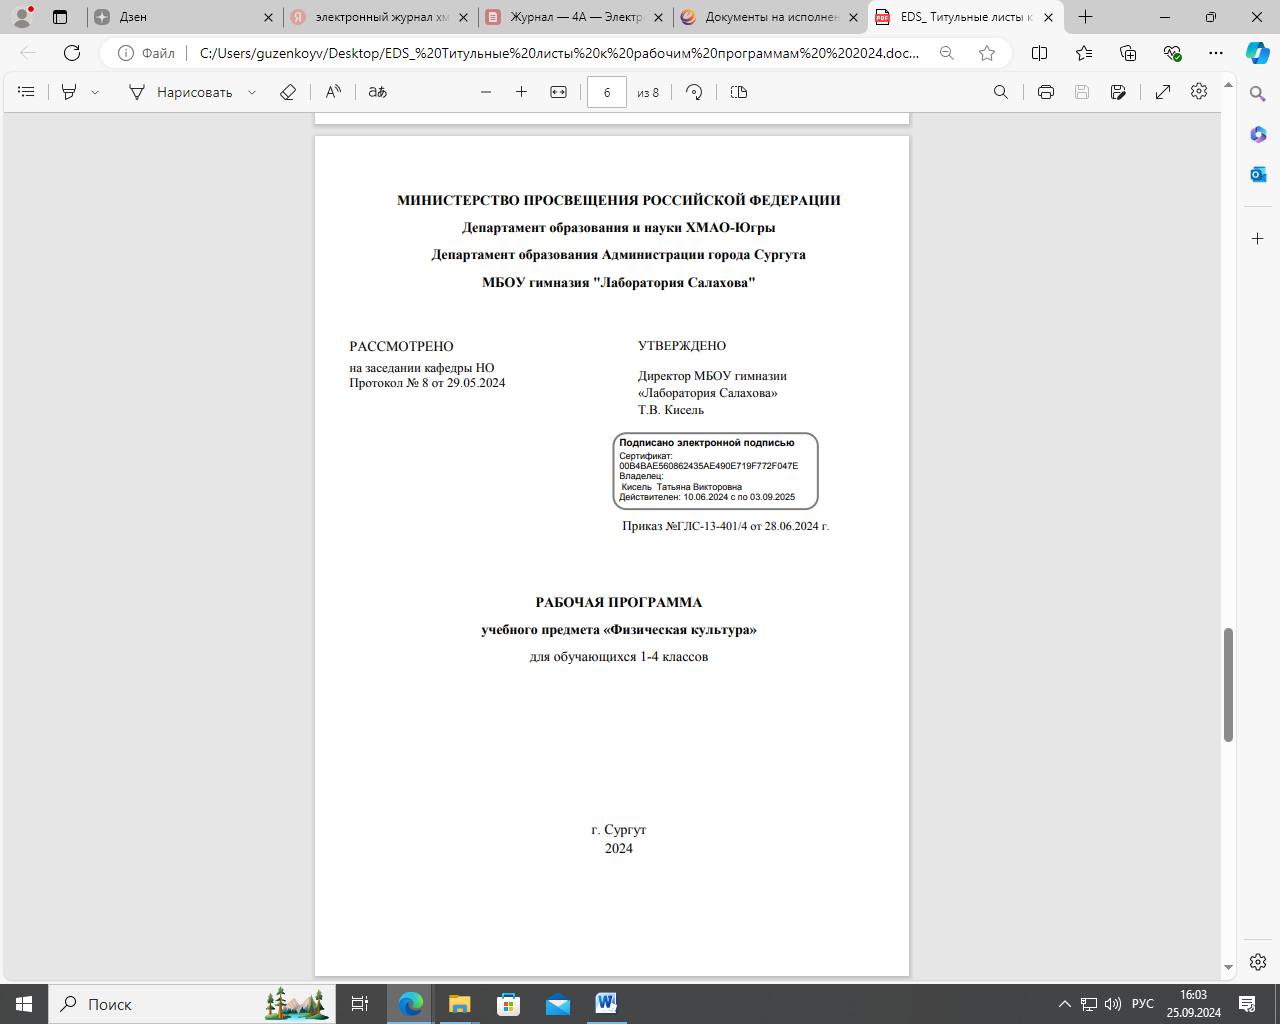 Дзен
электронный журнал хм
Журнал — 4А — Электр
Документы на исполнен
EDS_ Титульные листы к
Файл
C:/Users/guzenkoyv/Desktop/EDS_%20Титульные%20листы%20к%20рабочим%20программам%20%202024.doc...
Нарисовать
6 из 8
МИНИСТЕРСТВО ПРОСВЕЩЕНИЯ РОССИЙСКОЙ ФЕДЕРАЦИИ
Департамент образования и науки ХМАО-Югры
Департамент образования Администрации города Сургута
МБОУ гимназия "Лаборатория Салахова"
РАССМОТРЕНО
на заседании кафедры НО
Протокол № 8 от 29.05.2024
УТВЕРЖДЕНО
Директор МБОУ гимназии
«Лаборатория Салахова»
Т.В. Кисель
Подписано электронной подписью
Сертификат:
00B4BAE560862435AE490E719F772F047E
Владелец:
Кисель Татьяна Викторовна
Действителен: 10.06.2024 с по 03.09.2025
Приказ №ГЛС-13-401/4 от 28.06.2024 г.
РАБОЧАЯ ПРОГРАММА
учебного предмета «Физическая культура»
для обучающихся 1-4 классов
г. Сургут
2024
Поиск
РУС
16:03
25.09.2024